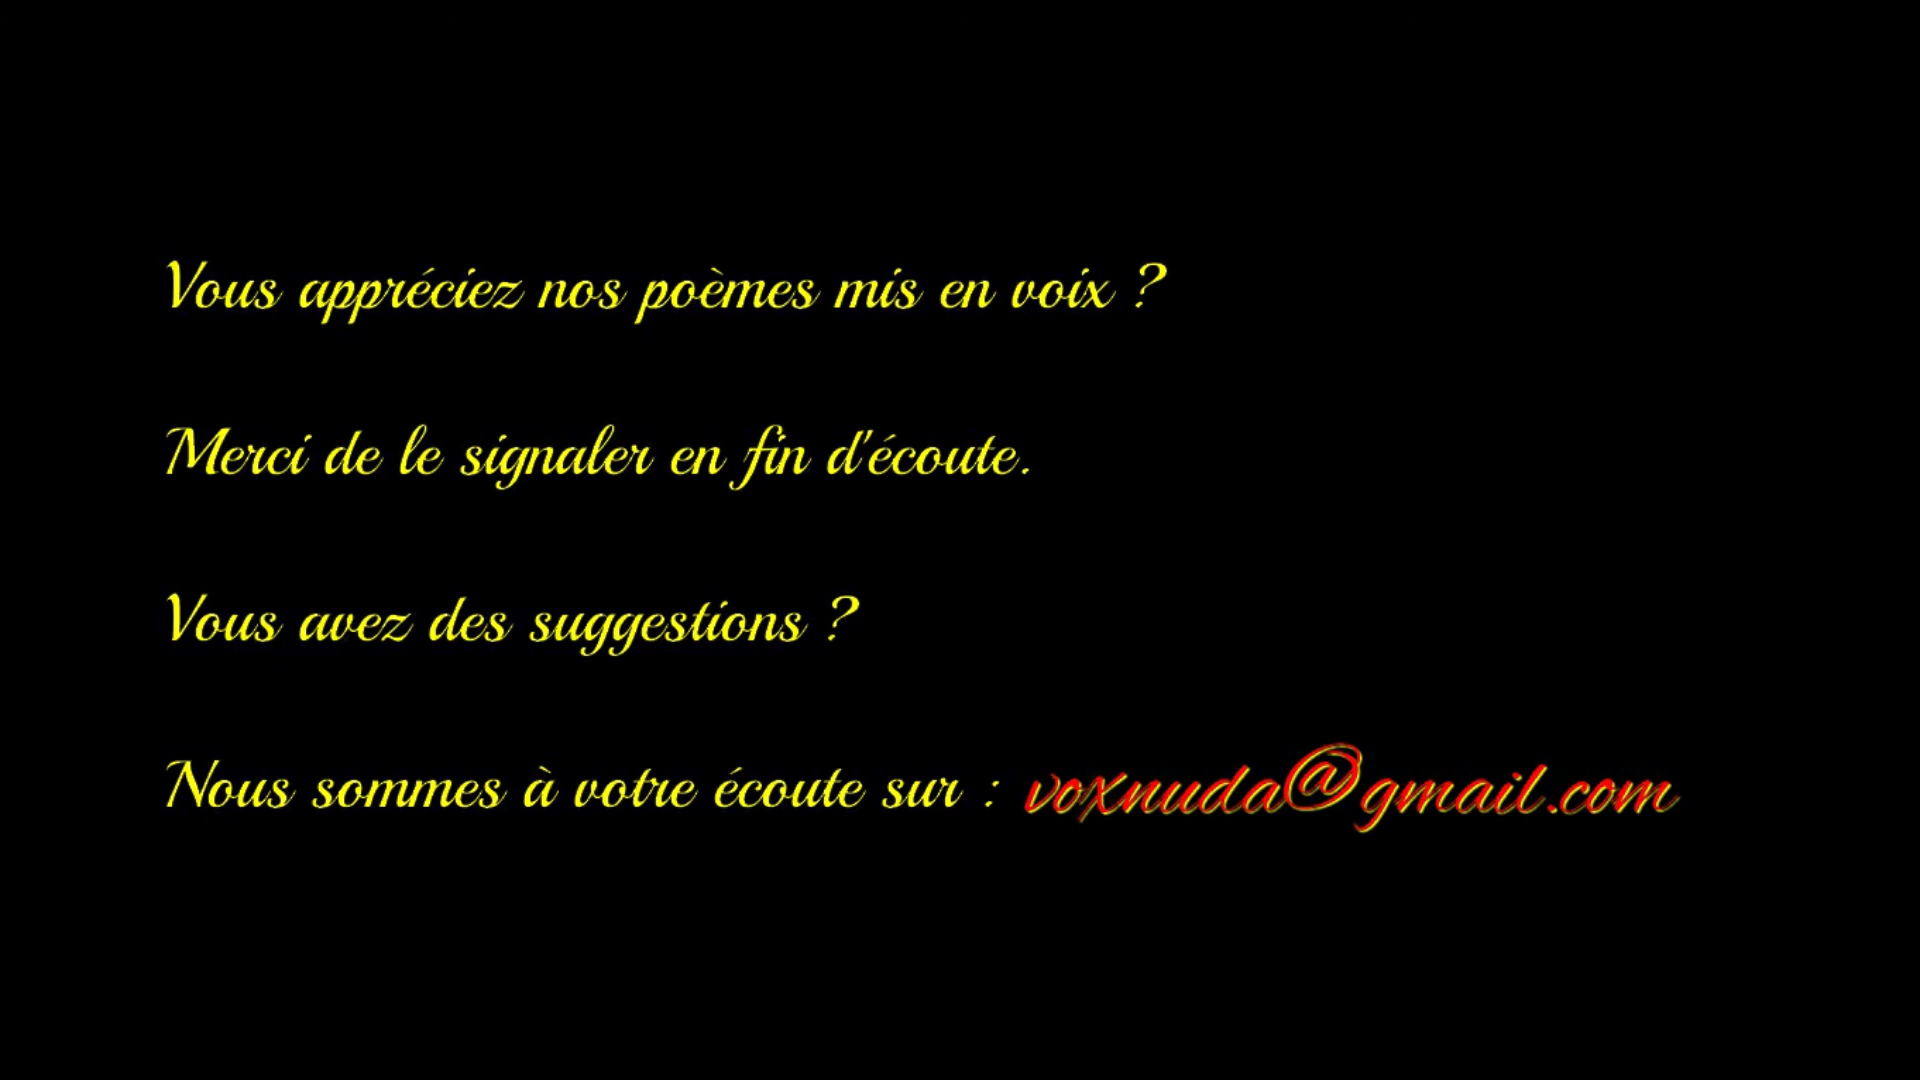 Vous appréciez nos poèmes mis en voix ?
Merci de le signaler en fin d'écoute.
Vous avez des suggestions ?
Nous sommes à votre écoute sur : voxnuda@gmail.com